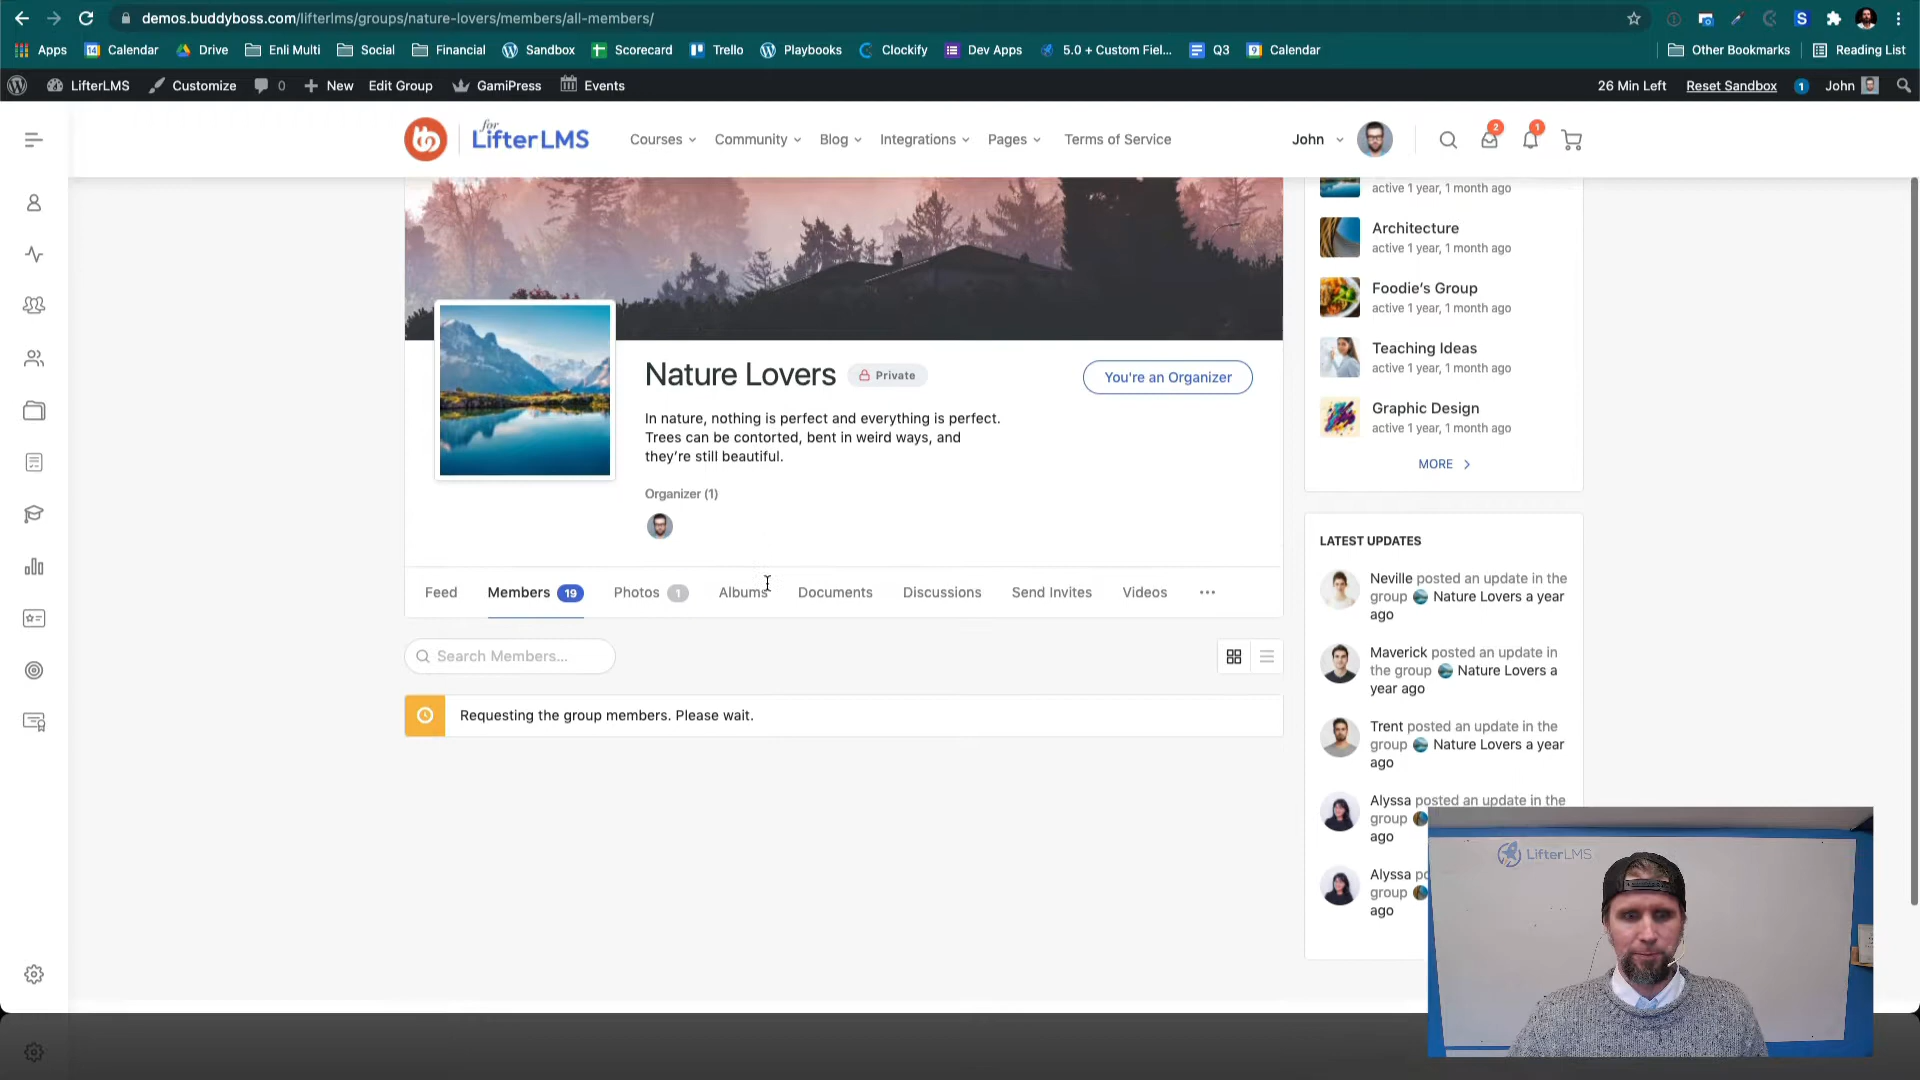 demos.buddyboss.com/lifterlms/groups/nature-lovers/members/all-members/
Apps Calendar Drive Enli Multi Social Financial Sandbox Scorecard Trello Playbooks Clockify Dev Apps 5.0 + Custom Fiel... Q3 Calendar Other Bookmarks Reading List
LifterLMS Customize 0 New Edit Group GamiPress Events 26 Min Left Reset Sandbox 1 John
for
LifterLMS
Courses Community Blog Integrations Pages Terms of Service John 2 1
active 1 year, 1 month ago
Architecture
active 1 year, 1 month ago
Foodie's Group
active 1 year, 1 month ago
Teaching Ideas
active 1 year, 1 month ago
Graphic Design
active 1 year, 1 month ago
MORE
Nature Lovers Private
You're an Organizer
In nature, nothing is perfect and everything is perfect.
Trees can be contorted, bent in weird ways, and
they're still beautiful.
Organizer (1)
Feed Members 19 Photos 1 Albums Documents Discussions Send Invites Videos ...
Search Members...
Requesting the group members. Please wait.
LATEST UPDATES
Neville posted an update in the
group Nature Lovers a year
ago
Maverick posted an update in
the group Nature Lovers a
year ago
Trent posted an update in the
group Nature Lovers a year
ago
Alyssa posted an update in the
group
ago
Alyssa po
group
ago
LifterLMS